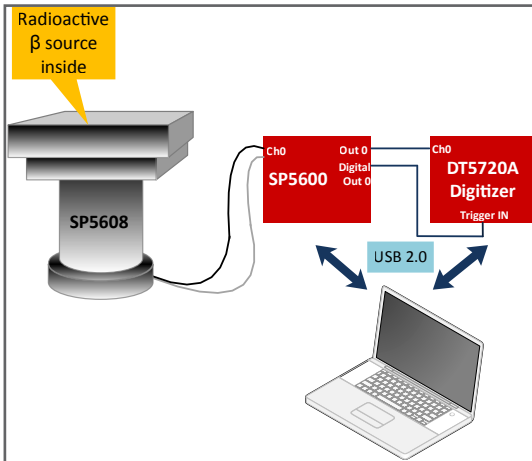 Radioactive
β source
inside
SP5608
Ch0
Out 0
Digital
Out 0
SP5600
Ch0
DT5720A
Digitizer
Trigger IN
USB 2.0